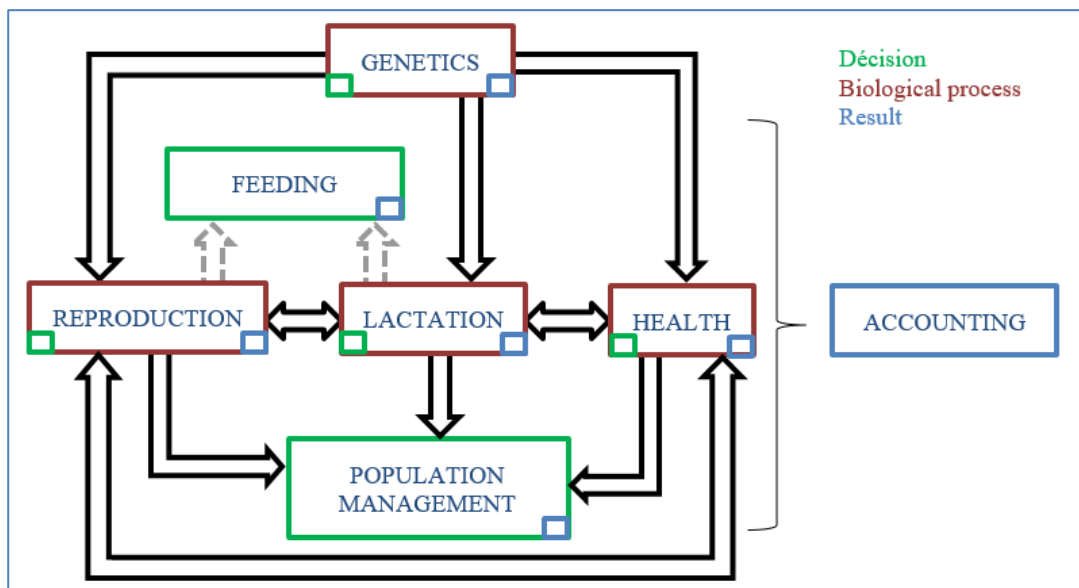 GENETICS
Décision
Biological process
Result
FEEDING
REPRODUCTION
LACTATION
HEALTH
ACCOUNTING
POPULATION
MANAGEMENT